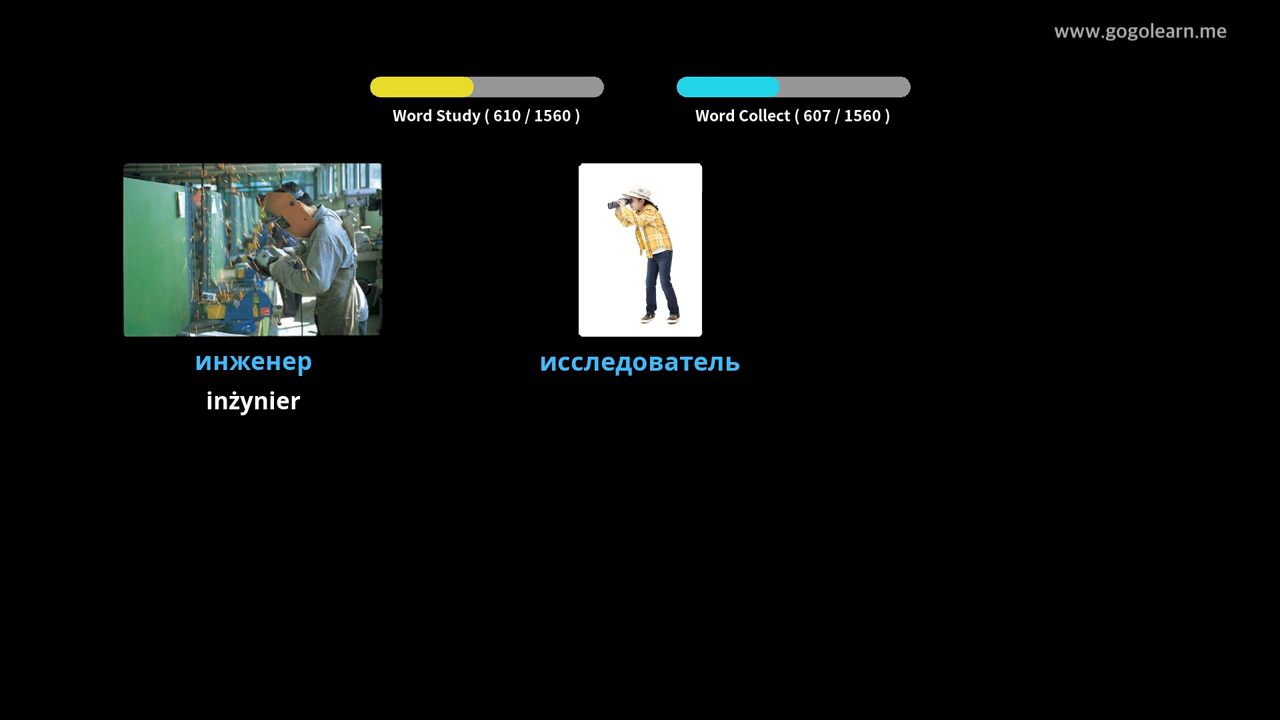 www.gogolearn.me
Word Study ( 610 / 1560 )
Word Collect ( 607 / 1560 )
инженер
inżynier
исследователь